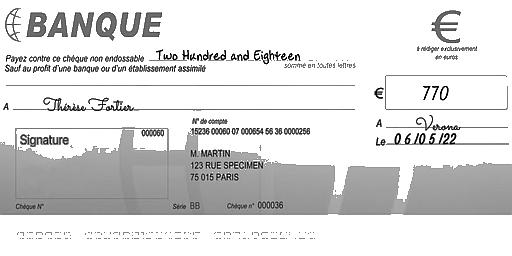 BANQUE
€
à rédiger exclusivement
en euros
Payez contre ce chèque non endossable Two Hundred and Eighteen
Sauf au profit d'une banque ou d'un établissement assimilé
somme en toutes lettres
€ 770
A Thérèse Fortier
A Verona
Le 06/05/22
Signature
000060
N° de compte
15236 00060 07 000654 56 36 0000256
M. MARTIN
123 RUE SPECIMEN
75 015 PARIS
Chèque N°
Série BB
Chèque n° 000036